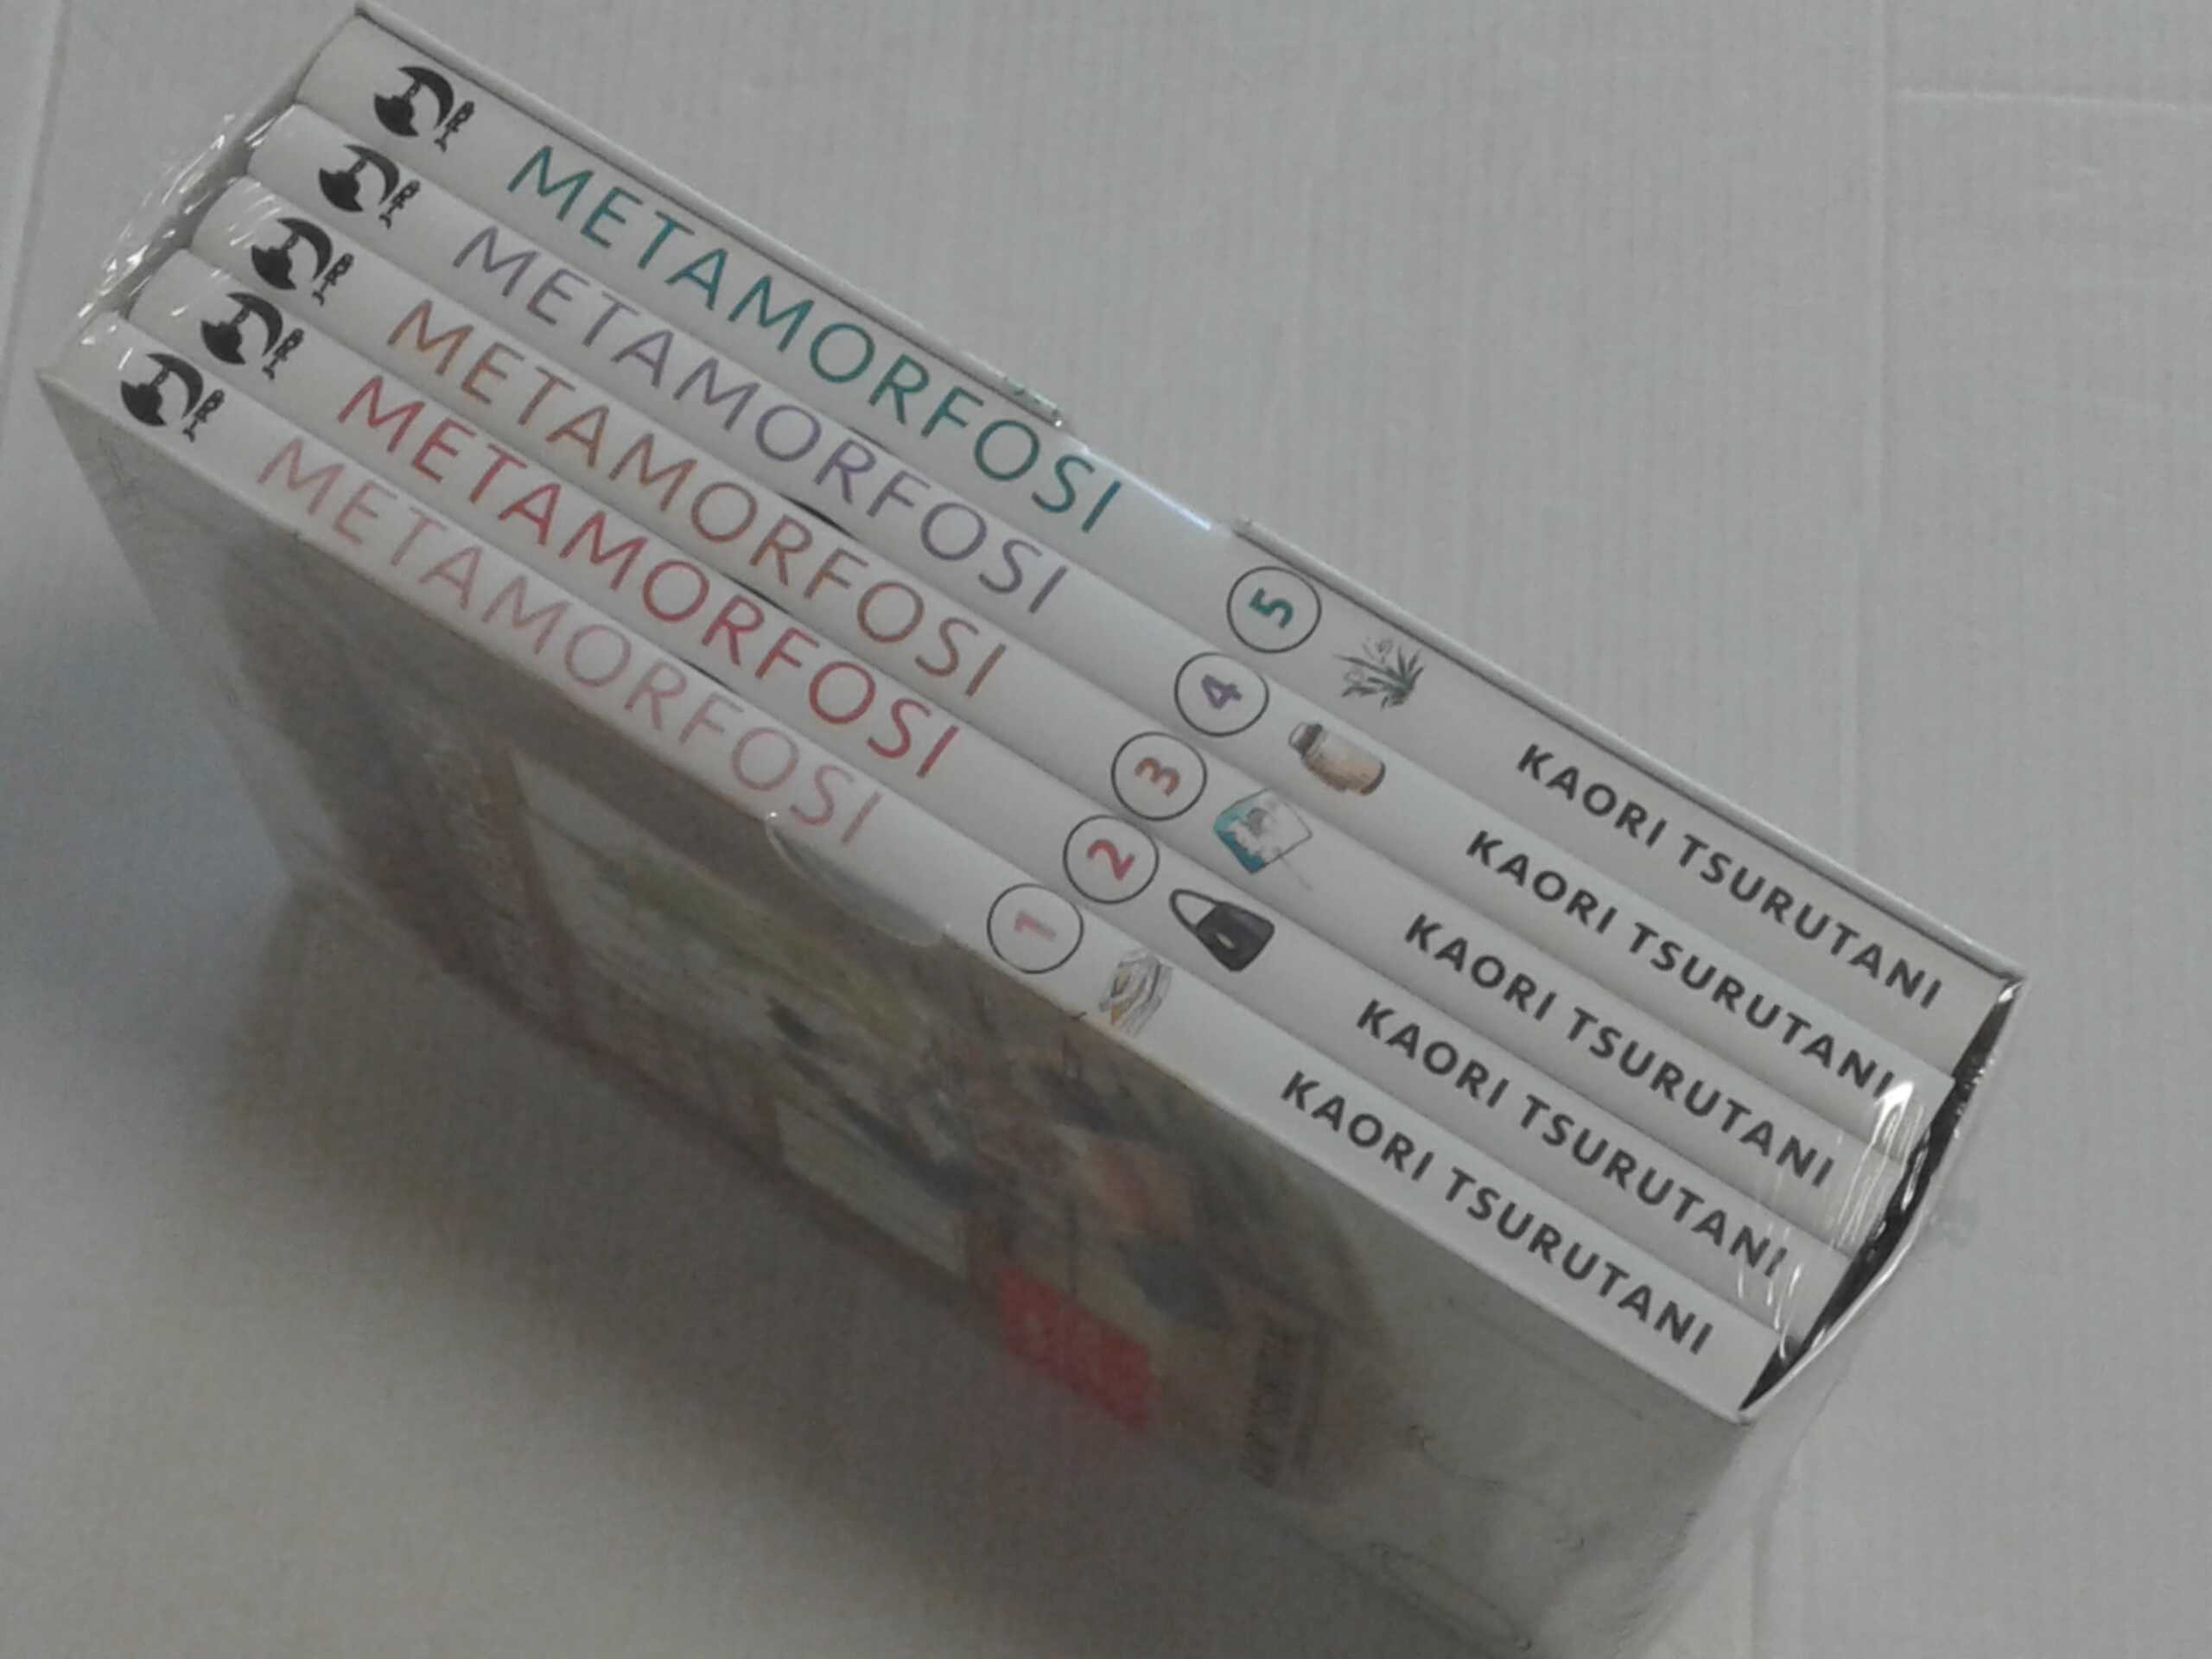 METAMORFOSI 5 KAORI TSURUTANI
METAMORFOSI 4 KAORI TSURUTANI
METAMORFOSI 3 KAORI TSURUTANI
METAMORFOSI 2 KAORI TSURUTANI
METAMORFOSI 1 KAORI TSURUTANI